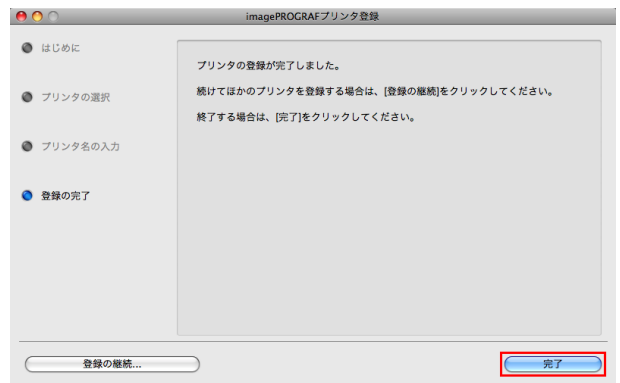 imagePROGRAFプリンタ登録
はじめに
プリンタの選択
プリンタ名の入力
登録の完了
プリンタの登録が完了しました。
続けてほかのプリンタを登録する場合は、[登録の継続]をクリックしてください。
終了する場合は、[完了]をクリックしてください。
登録の継続...
完了